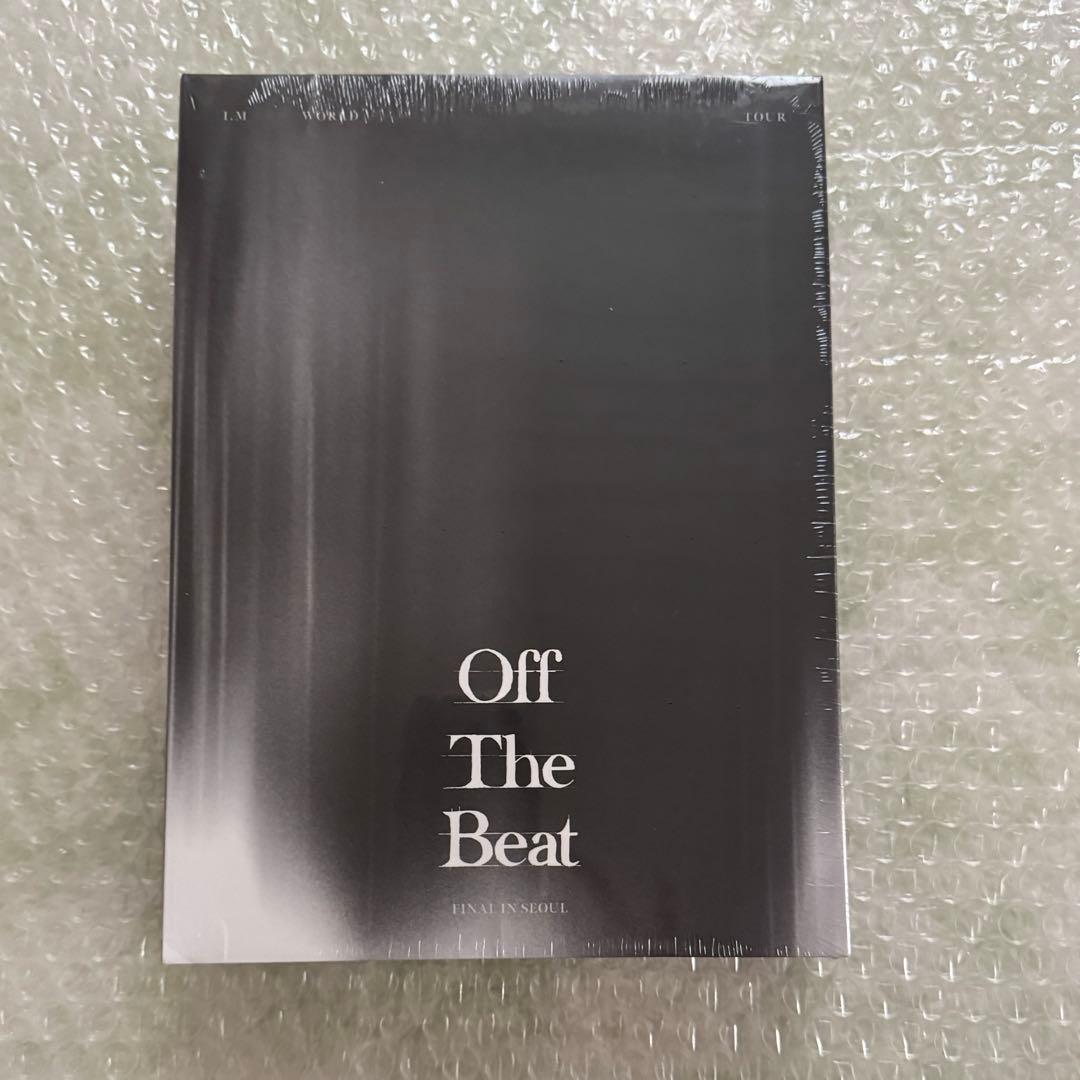 I.M WORLD TOUR
Off
The
Beat
FINAL IN SEOUL